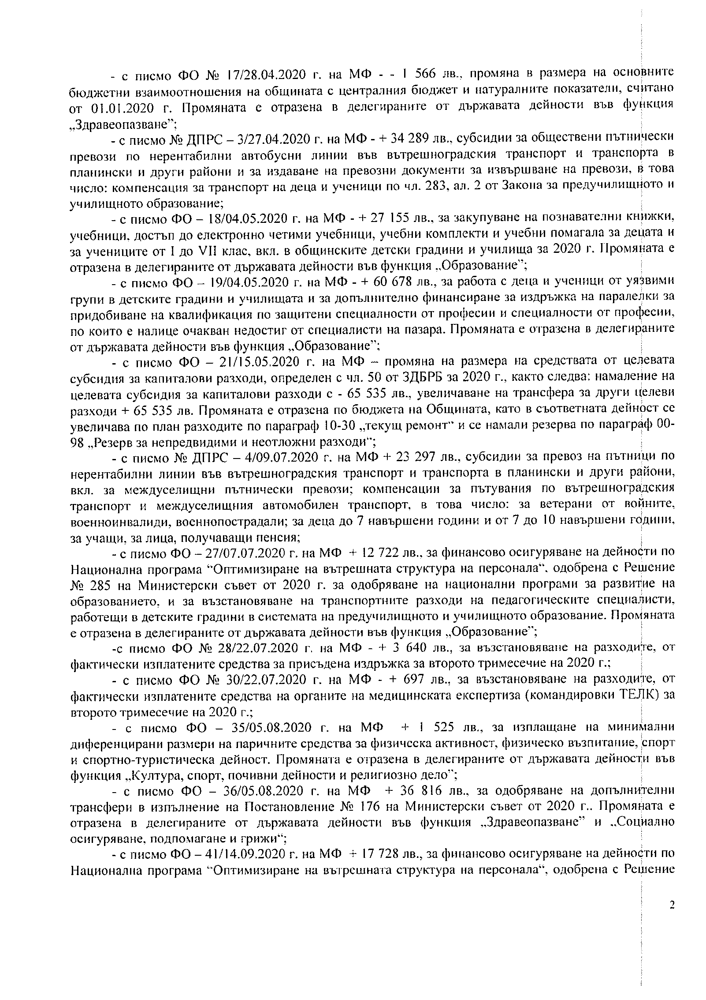 - с писмо ФО № 17/28.04.2020 г. на МФ - - 1 566 лв., промяна в размера на основните
бюджетни взаимоотношения на общината с централния бюджет и натуралните показатели, считано
от 01.01.2020 г. Промяната е отразена в делегираните от държавата дейности във функция
„Здравеопазване”;
- с писмо № ДПРС – 3/27.04.2020 г. на МФ - + 34 289 лв., субсидии за обществени пътнически
превози по нерентабилни автобусни линии във вътрешноградския транспорт и транспорта в
планински и други райони и за издаване на превозни документи за извършване на превози, в това
число: компенсация за транспорт на деца и ученици по чл. 283, ал. 2 от Закона за предучилищното и
училищното образование;
- с писмо ФО – 18/04.05.2020 г. на МФ - + 27 155 лв., за закупуване на познавателни книжки,
учебници, достъп до електронно четими учебници, учебни комплекти и учебни помагала за децата и
за учениците от I до VII клас, вкл. в общинските детски градини и училища за 2020 г. Промяната е
отразена в делегираните от държавата дейности във функция „Образование”;
- с писмо ФО – 19/04.05.2020 г. на МФ - + 60 678 лв., за работа с деца и ученици от уязвими
групи в детските градини и училищата и за допълнително финансиране за издръжка на паралелки за
придобиване на квалификация по защитени специалности от професии и специалности от професии,
по които е налице очакван недостиг от специалисти на пазара. Промяната е отразена в делегираните
от държавата дейности във функция „Образование”;
- с писмо ФО – 21/15.05.2020 г. на МФ – промяна на размера на средствата от целевата
субсидия за капиталови разходи, определен с чл. 50 от ЗДБРБ за 2020 г., както следва: намаление на
целевата субсидия за капиталови разходи с - 65 535 лв., увеличаване на трансфера за други целеви
разходи + 65 535 лв. Промяната е отразена по бюджета на Общината, като в съответната дейност се
увеличава по план разходите по параграф 10-30 „текущ ремонт“ и се намали резерва по параграф 00-
98 „Резерв за непредвидими и неотложни разходи“;
- с писмо № ДПРС – 4/09.07.2020 г. на МФ + 23 297 лв., субсидии за превоз на пътници по
нерентабилни линии във вътрешноградския транспорт и транспорта в планински и други райони,
вкл. за междуселищни пътнически превози; компенсации за пътувания по вътрешноградския
транспорт и междуселищния автомобилен транспорт, в това число: за ветерани от войните,
военноинвалиди, военнопострадали; за деца до 7 навършени години и от 7 до 10 навършени години,
за учащи, за лица, получаващи пенсия;
- с писмо ФО – 27/07.07.2020 г. на МФ + 12 722 лв., за финансово осигуряване на дейности по
Национална програма “Оптимизиране на вътрешната структура на персонала“, одобрена с Решение
№ 285 на Министерски съвет от 2020 г. за одобряване на национални програми за развитие на
образованието, и за възстановяване на транспортните разходи на педагогическите специалисти,
работещи в детските градини в системата на предучилищното и училищното образование. Промяната
е отразена в делегираните от държавата дейности във функция „Образование”;
-с писмо ФО № 28/22.07.2020 г. на МФ - + 3 640 лв., за възстановяване на разходите, от
фактически изплатените средства за присъдена издръжка за второто тримесечие на 2020 г.;
- с писмо ФО № 30/22.07.2020 г. на МФ - + 697 лв., за възстановяване на разходите, от
фактически изплатените средства на органите на медицинската експертиза (командировки ТЕЛК) за
второто тримесечие на 2020 г.;
- с писмо ФО – 35/05.08.2020 г. на МФ + 1 525 лв., за изплащане на минимални
диференцирани размери на паричните средства за физическа активност, физическо възпитание, спорт
и спортно-туристическа дейност. Промяната е отразена в делегираните от държавата дейности във
функция „Култура, спорт, почивни дейности и религиозно дело”;
- с писмо ФО – 36/05.08.2020 г. на МФ + 36 816 лв., за одобряване на допълнителни
трансфери в изпълнение на Постановление № 176 на Министерски съвет от 2020 г.. Промяната е
отразена в делегираните от държавата дейности във функция „Здравеопазване” и „Социално
осигуряване, подпомагане и грижи“;
- с писмо ФО – 41/14.09.2020 г. на МФ + 17 728 лв., за финансово осигуряване на дейности по
Национална програма “Оптимизиране на вътрешната структура на персонала“, одобрена с Решение
2